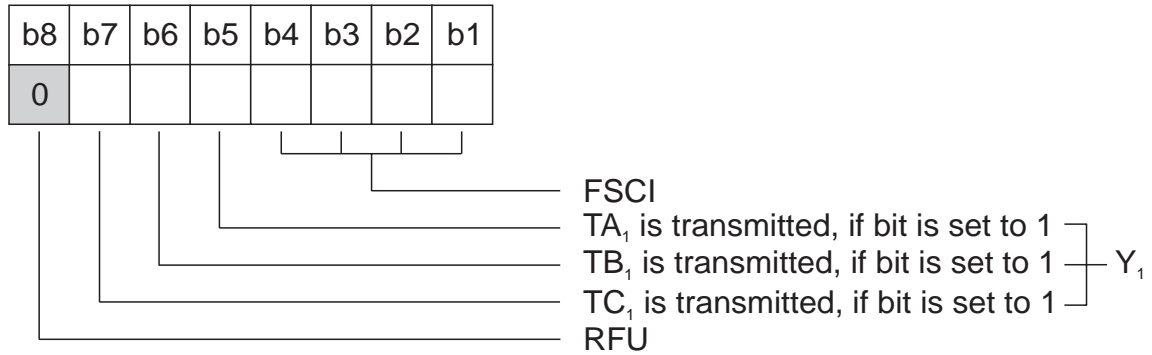 b8 b7 b6 b5 b4 b3 b2 b1
0
FSCI
TA₁ is transmitted, if bit is set to 1
TB₁ is transmitted, if bit is set to 1
Y₁
TC₁ is transmitted, if bit is set to 1
RFU